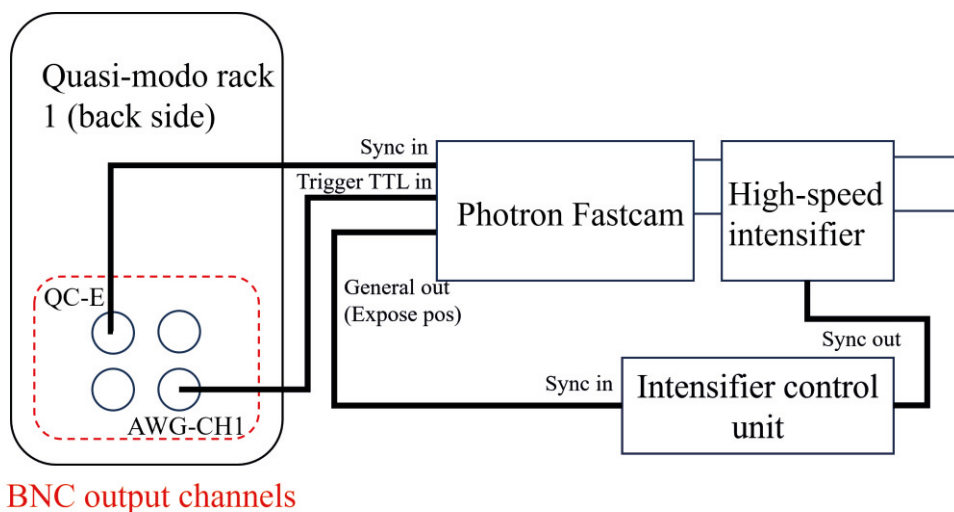 Quasi-modo rack
1 (back side)
Sync in
Trigger TTL in
Photron Fastcam
High-speed
intensifier
General out
(Expose pos)
QC-E
Sync out
Sync in
Intensifier control
unit
AWG-CH1
BNC output channels